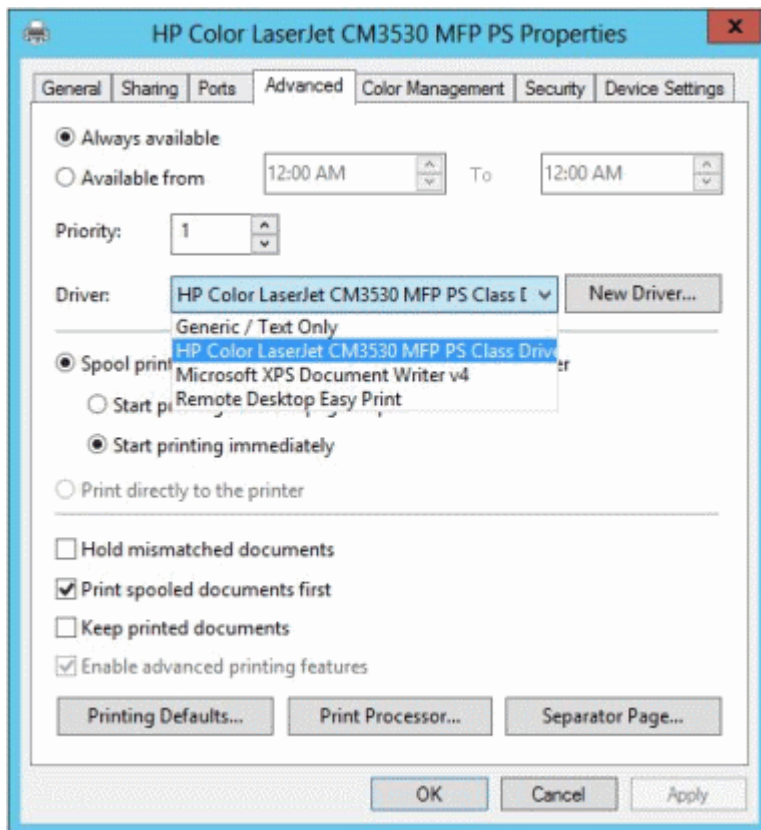 HP Color LaserJet CM3530 MFP PS Properties
x
General Sharing Ports Advanced Color Management Security Device Settings
Always available
Available from 12:00 AM To 12:00 AM
Priority: 1
Driver: HP Color LaserJet CM3530 MFP PS Class D New Driver...
Generic / Text Only
HP Color LaserJet CM3530 MFP PS Class Drive
Spool prin er
Microsoft XPS Document Writer v4
Remote Desktop Easy Print
Start p
Start printing immediately
Print directly to the printer
Hold mismatched documents
Print spooled documents first
Keep printed documents
Enable advanced printing features
Printing Defaults... Print Processor... Separator Page...
OK Cancel Apply